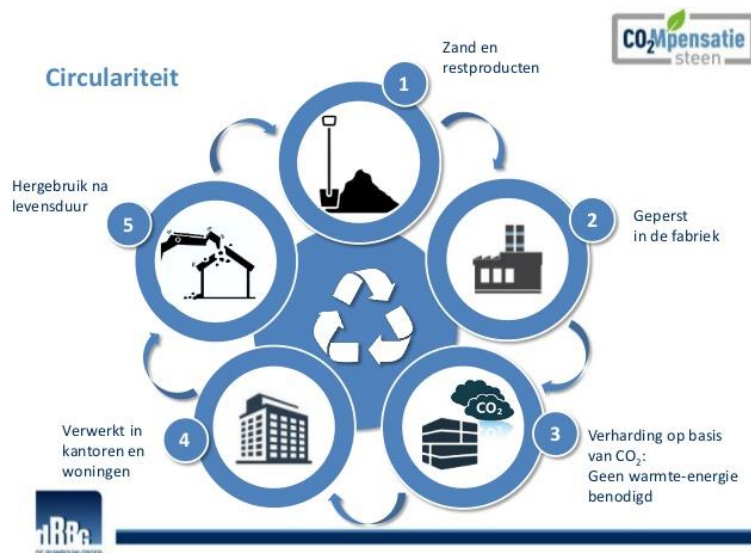 CO₂Mpensatie
steen
Circulariteit
1
Zand en
restproducten
2
Geperst
in de fabriek
3
Verharding op basis
van CO₂:
Geen warmte-energie
benodigd
CO₂
4
Verwerkt in
kantoren en
woningen
5
Hergebruik na
levensduur
dRBG